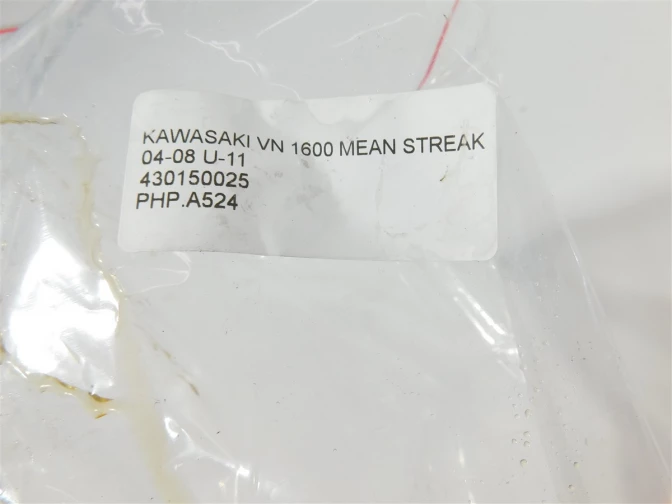 KAWASAKI VN 1600 MEAN STREAK
04-08 U-11
430150025
PHP.A524